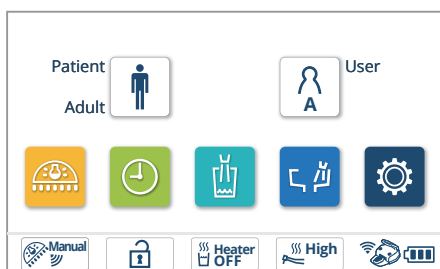 Patient
Adult
User
A
Manual
Heater
OFF
High